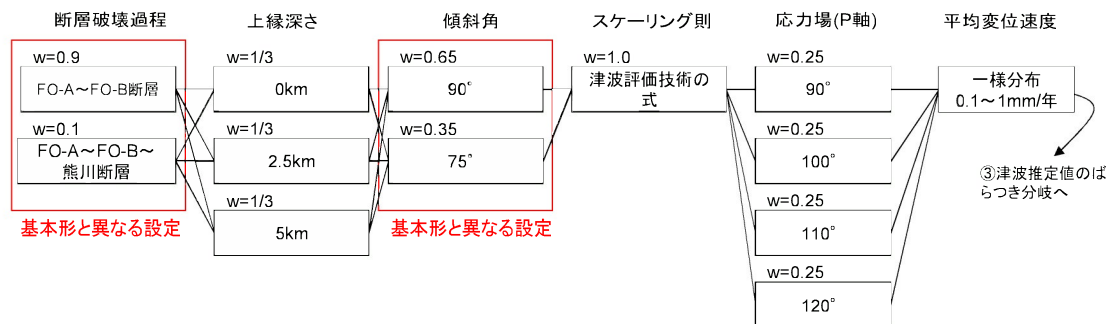 断層破壊過程
上縁深さ
傾斜角
スケーリング則
応力場(P軸)
平均変位速度
w=0.9
FO-A～FO-B断層
w=0.1
FO-A～FO-B～
熊川断層
基本形と異なる設定
w=1/3
0km
w=1/3
2.5km
w=1/3
5km
w=0.65
90°
w=0.35
75°
基本形と異なる設定
w=1.0
津波評価技術の
式
w=0.25
90°
w=0.25
100°
w=0.25
110°
w=0.25
120°
一様分布
0.1～1mm/年
③津波推定値のば
らつき分岐へ